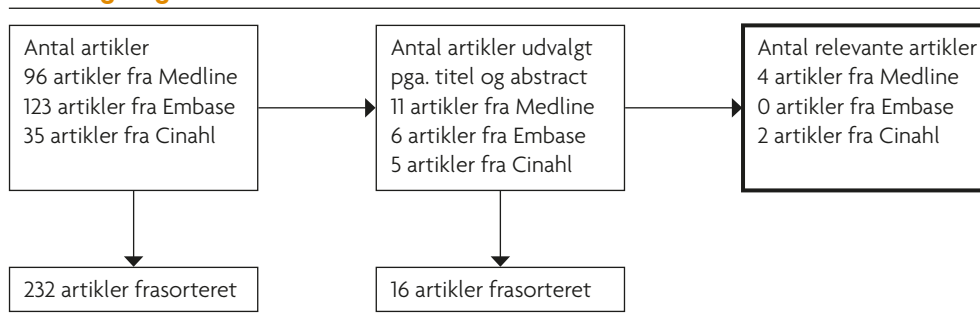 Antal artikler
96 artikler fra Medline
123 artikler fra Embase
35 artikler fra Cinahl
Antal artikler udvalgt
pga. titel og abstract
11 artikler fra Medline
6 artikler fra Embase
5 artikler fra Cinahl
Antal relevante artikler
4 artikler fra Medline
0 artikler fra Embase
2 artikler fra Cinahl
232 artikler frasorteret
16 artikler frasorteret